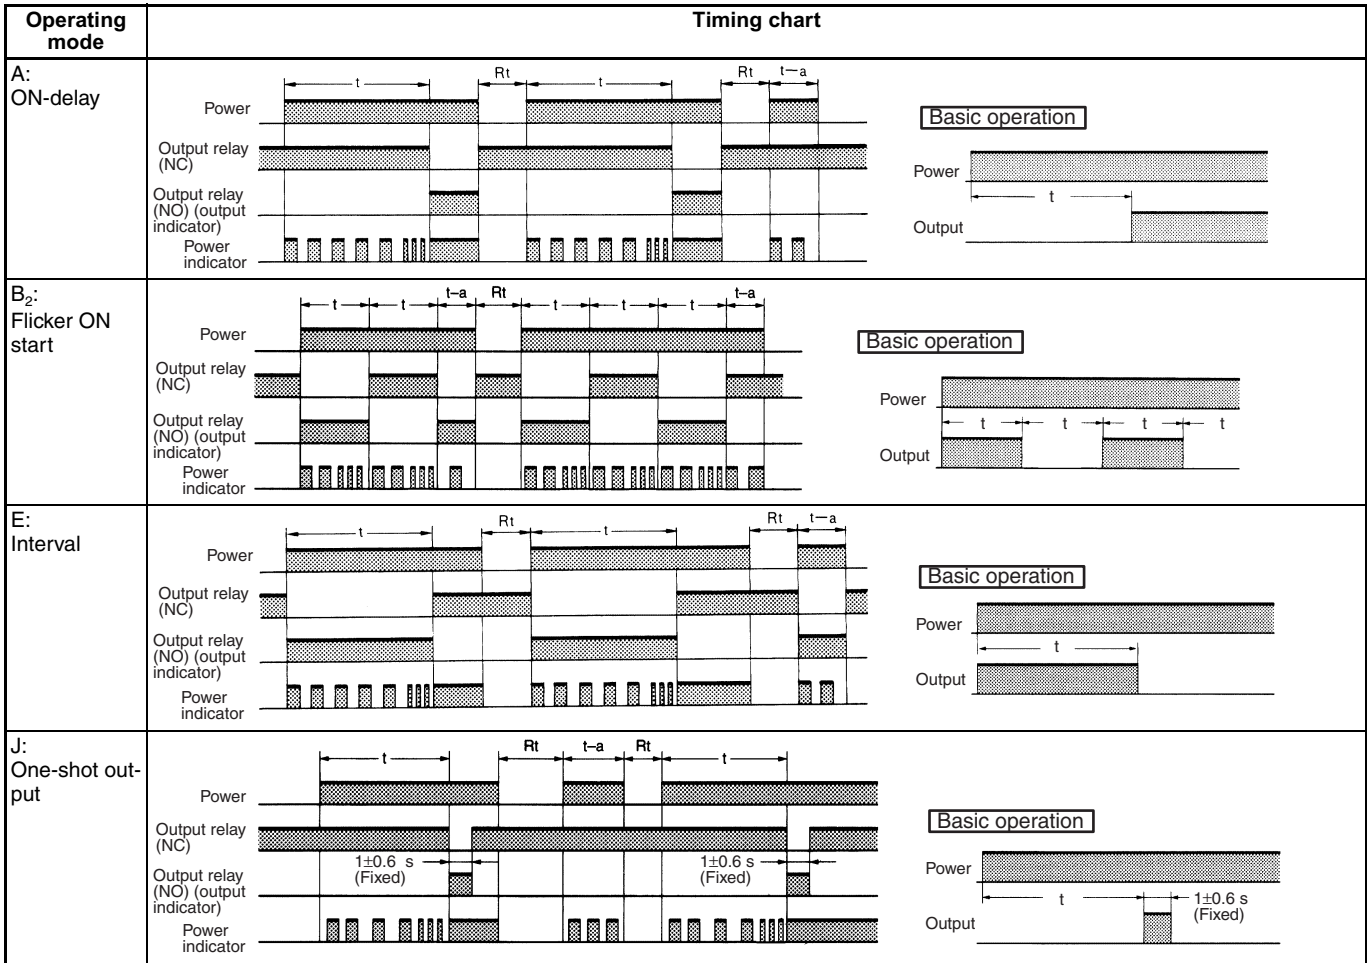 Operating mode
Timing chart
A:
ON-delay
t
Rt
t
Rt
t−a
Power
Output relay
(NC)
Output relay
(NO) (output
indicator)
Power
indicator
Basic operation
Power
t
Output
B2:
Flicker ON
start
t
t
t–a
Rt
t
t
t
t–a
Power
Output relay
(NC)
Output relay
(NO) (output
indicator)
Power
indicator
Basic operation
Power
t
t
t
t
Output
E:
Interval
t
Rt
t
Rt
t−a
Power
Output relay
(NC)
Output relay
(NO) (output
indicator)
Power
indicator
Basic operation
Power
t
Output
J:
One-shot out-
put
t
Rt
t–a
Rt
t
Power
Output relay
(NC)
1±0.6 s
(Fixed)
1±0.6 s
(Fixed)
Output relay
(NO) (output
indicator)
Power
indicator
Basic operation
Power
t
1±0.6 s
(Fixed)
Output